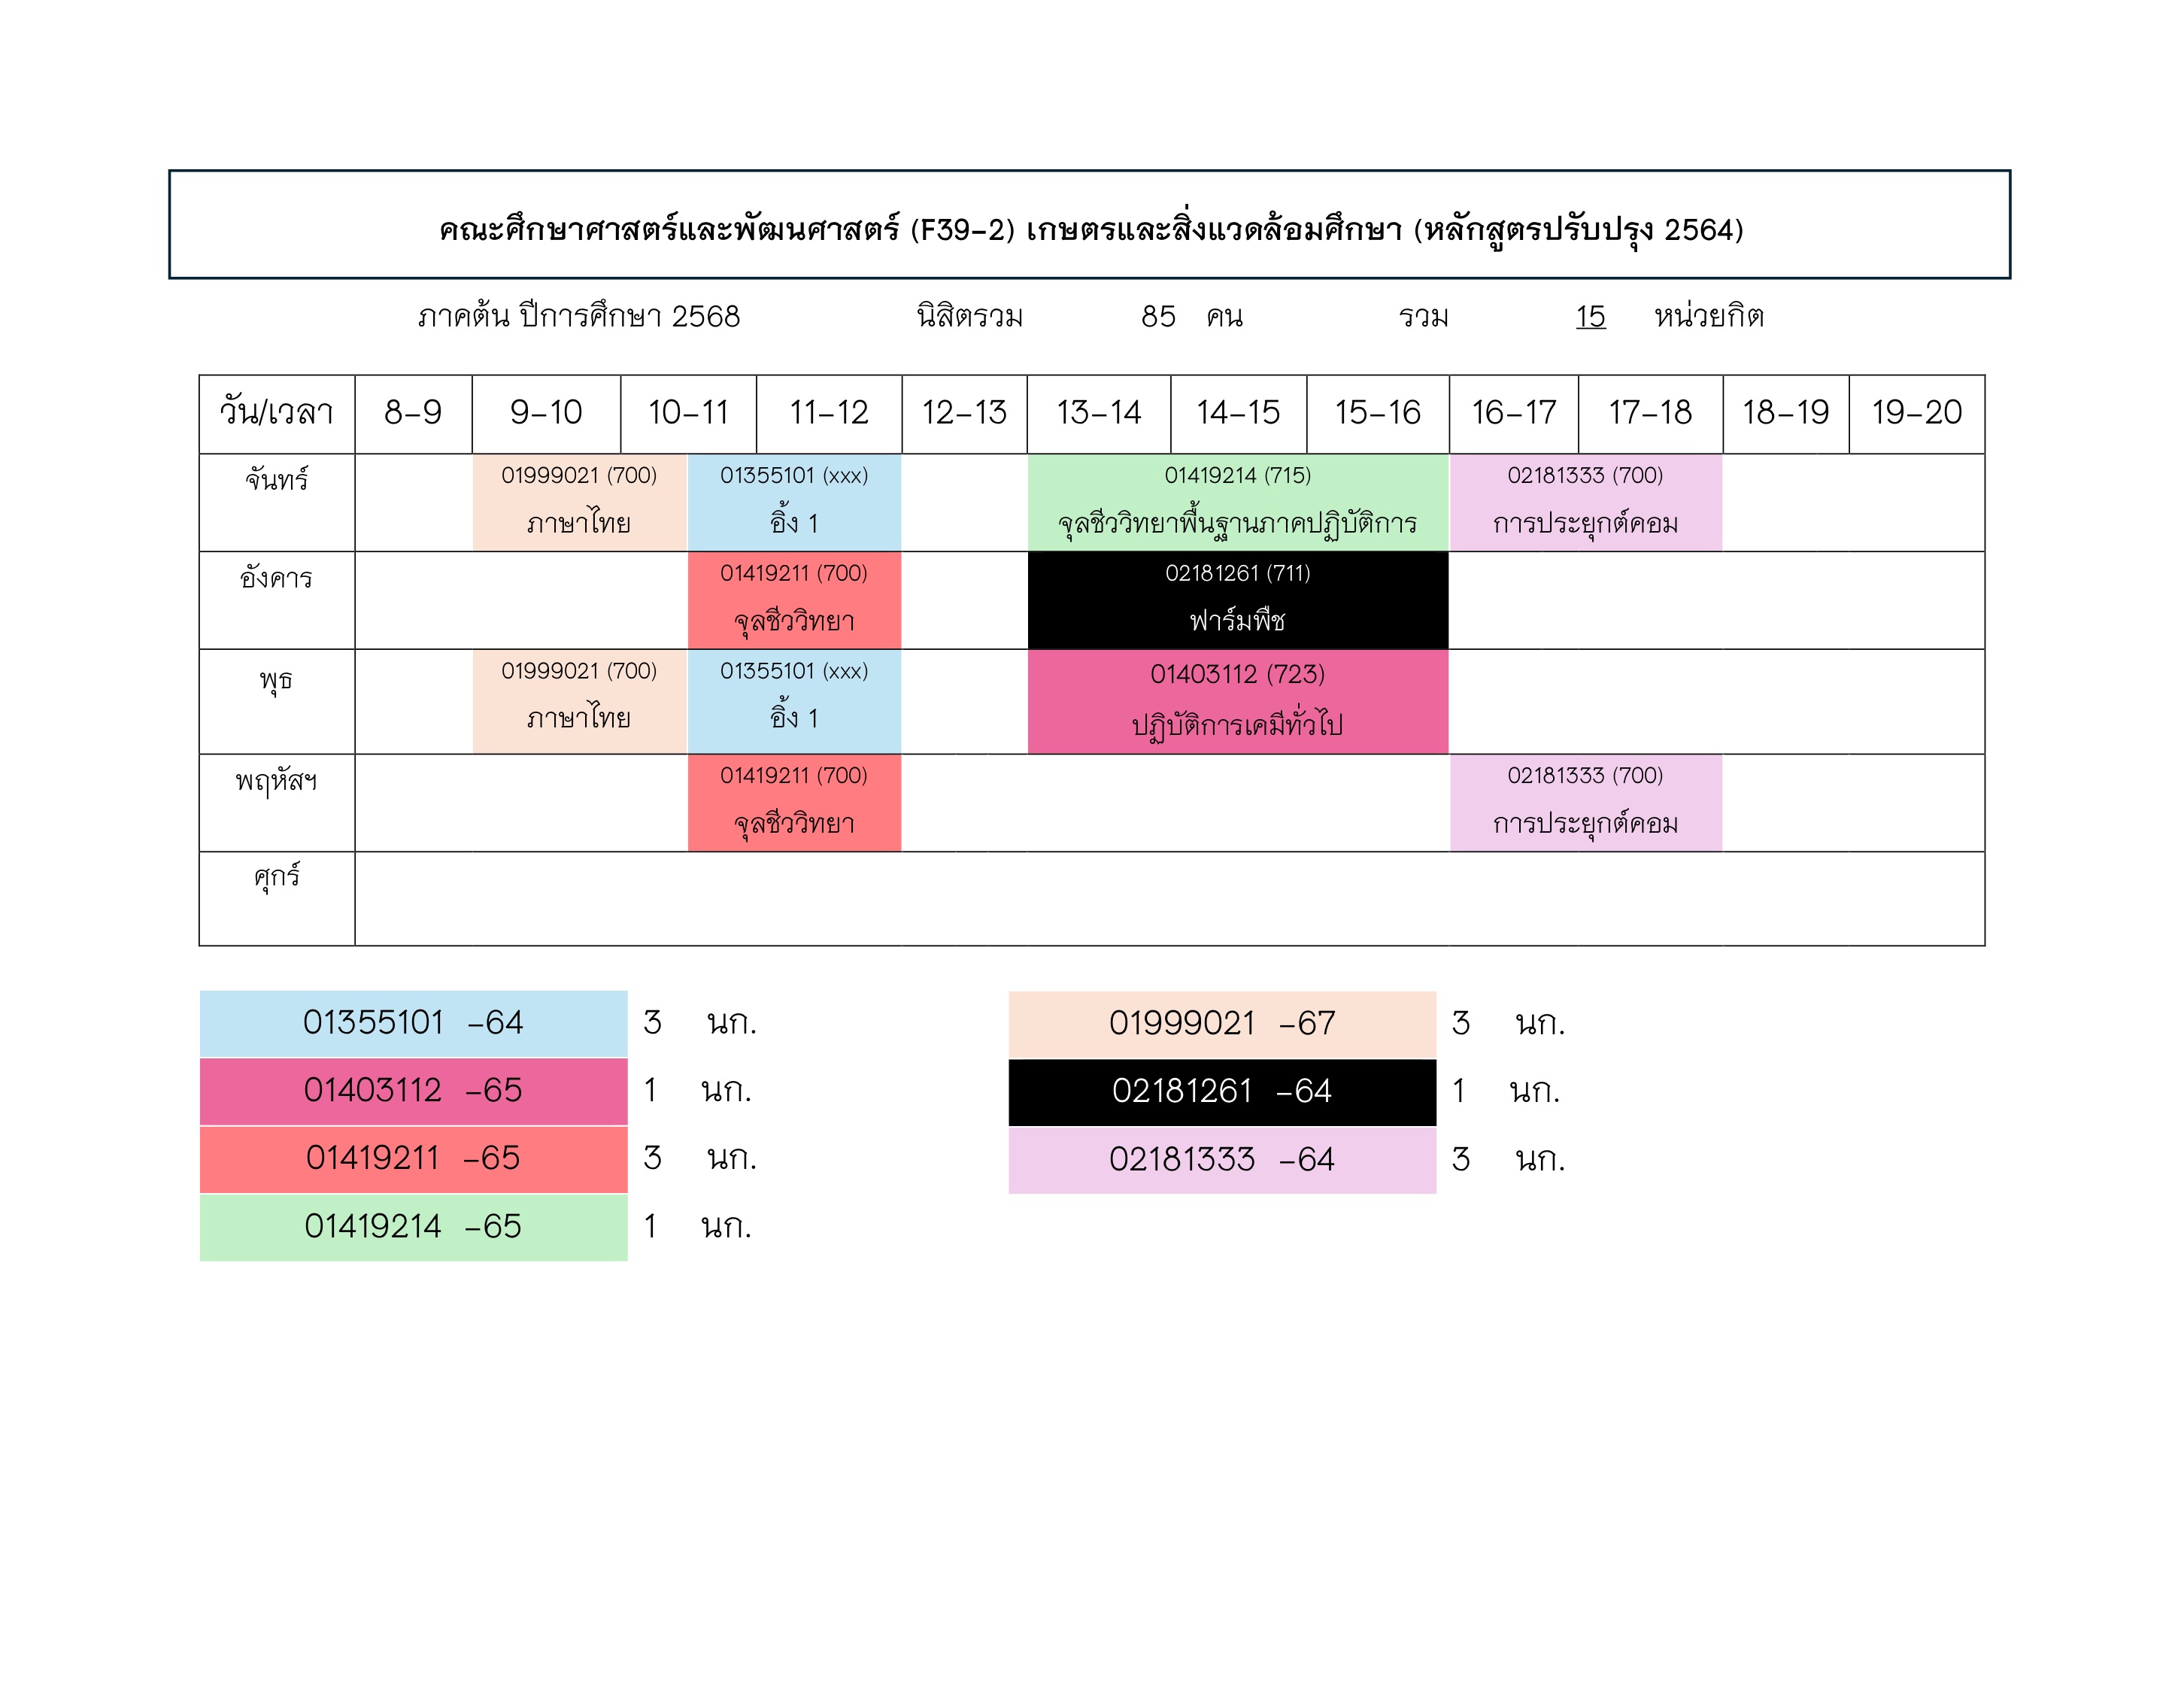 คณะศึกษาศาสตร์และพัฒนศาสตร์ (F39-2) เกษตรและสิ่งแวดล้อมศึกษา (หลักสูตรปรับปรุง 2564)
ภาคต้น ปีการศึกษา 2568 นิสิตรวม 85 คน รวม 15 หน่วยกิต
วัน/เวลา 8-9 9-10 10-11 11-12 12-13 13-14 14-15 15-16 16-17 17-18 18-19 19-20
จันทร์ 01999021 (700) 01355101 (xxx) 01419214 (715) 02181333 (700)
ภาษาไทย อิ้ง 1 จุลชีววิทยาพื้นฐานภาคปฏิบัติการ การประยุกต์คอม
อังคาร 01419211 (700) 02181261 (711)
จุลชีววิทยา ฟาร์มพืช
พุธ 01999021 (700) 01355101 (xxx) 01403112 (723)
ภาษาไทย อิ้ง 1 ปฏิบัติการเคมีทั่วไป
พฤหัสฯ 01419211 (700) 02181333 (700)
จุลชีววิทยา การประยุกต์คอม
ศุกร์
01355101 -64 3 นก. 01999021 -67 3 นก.
01403112 -65 1 นก. 02181261 -64 1 นก.
01419211 -65 3 นก. 02181333 -64 3 นก.
01419214 -65 1 นก.